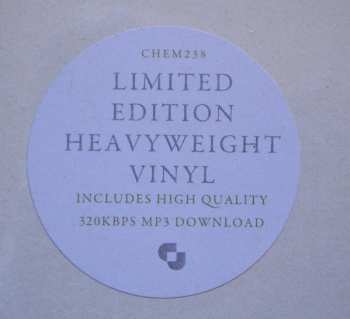 CHEM238
LIMITED
EDITION
HEAVYWEIGHT
VINYL
INCLUDES HIGH QUALITY
320KBPS MP3 DOWNLOAD